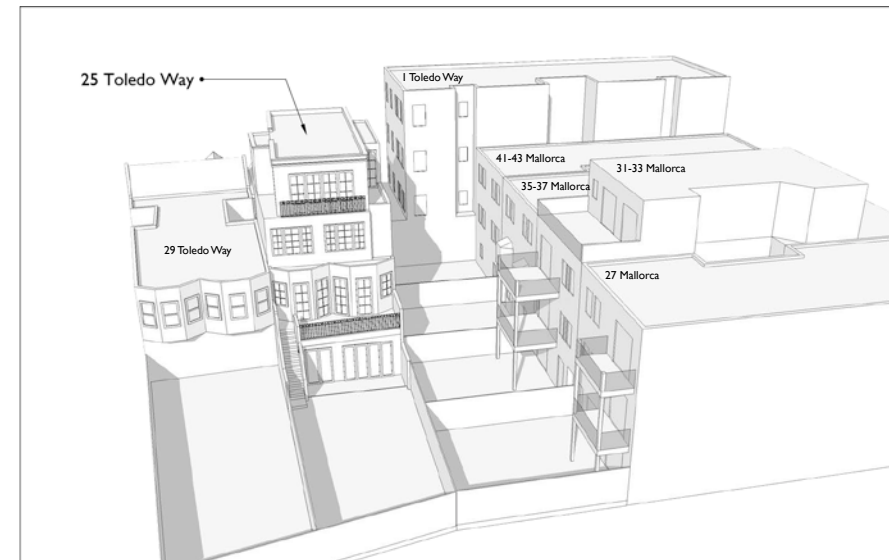 25 Toledo Way
1 Toledo Way
41-43 Mallorca
31-33 Mallorca
35-37 Mallorca
29 Toledo Way
27 Mallorca